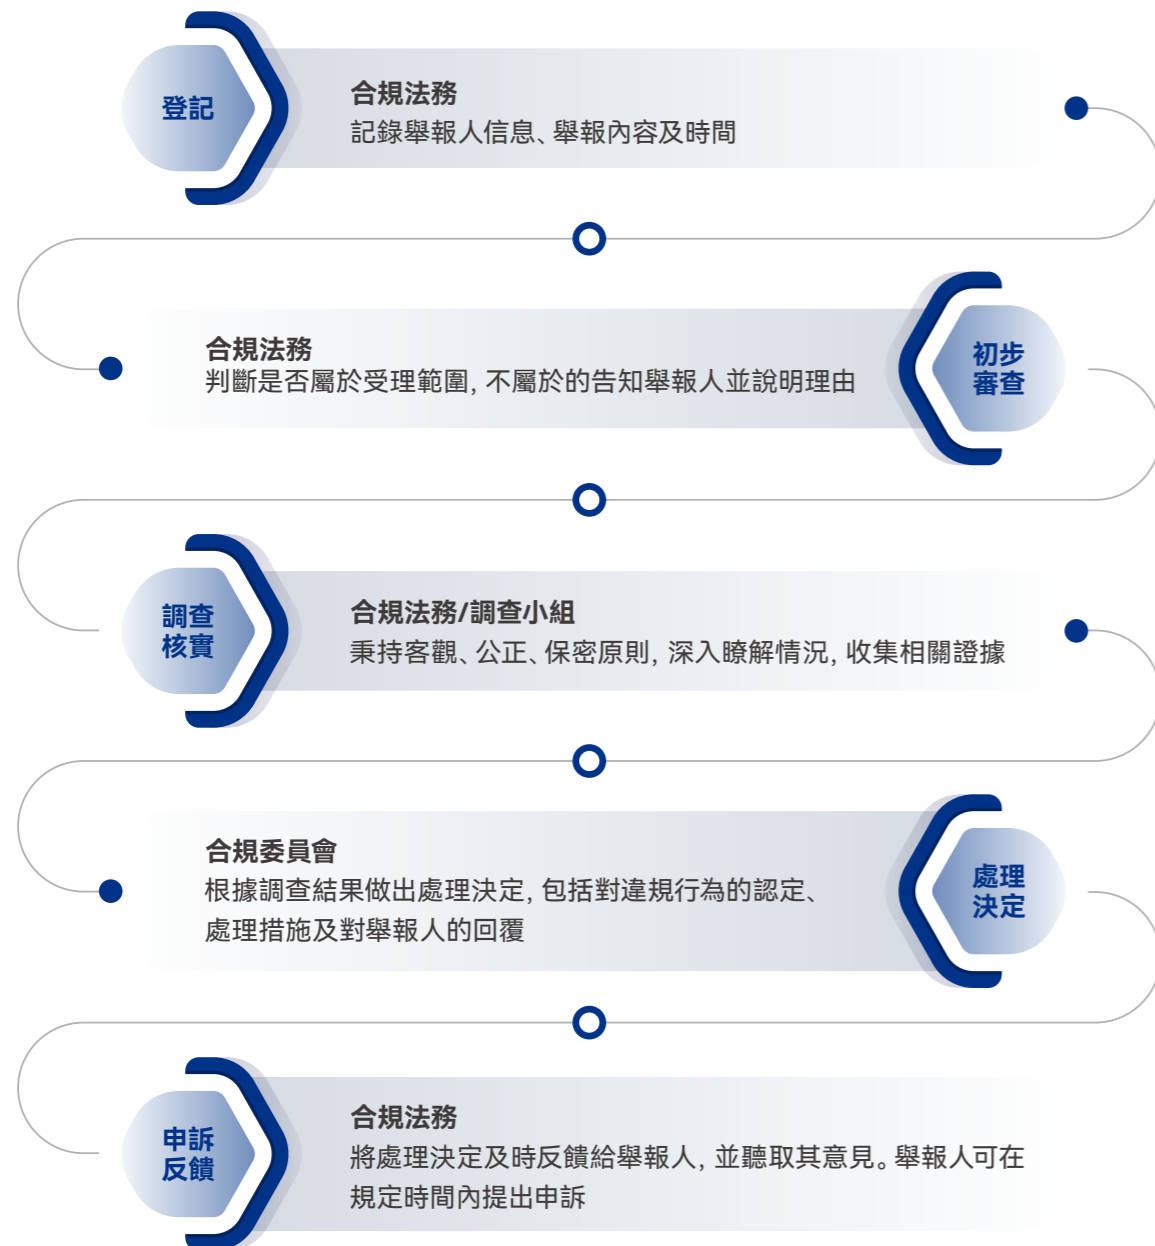 登記
合規法務
記錄舉報人信息、舉報內容及時間
合規法務
判斷是否屬於受理範圍, 不屬於的告知舉報人並說明理由
初步
審查
調查
核實
合規法務/調查小組
秉持客觀、公正、保密原則, 深入瞭解情況, 收集相關證據
合規委員會
根據調查結果做出處理決定, 包括對違規行為的認定、
處理措施及對舉報人的回覆
處理
決定
申訴
反饋
合規法務
將處理決定及時反饋給舉報人, 並聽取其意見。舉報人可在
規定時間內提出申訴